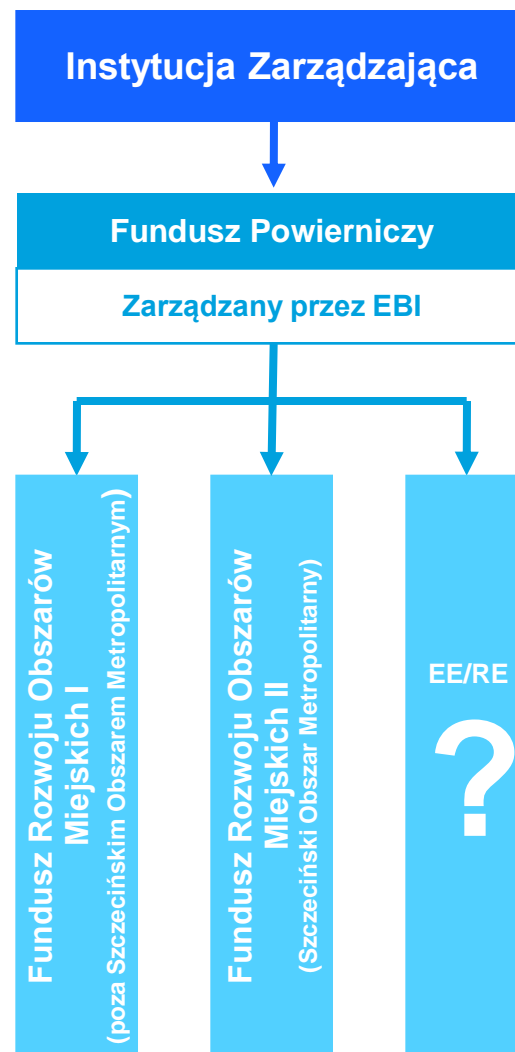 Instytucja Zarządzająca
Fundusz Powierniczy
Zarządzany przez EBI
Fundusz Rozwoju Obszarów
Miejskich I
(poza Szczecińskim Obszarem Metropolitarnym)
Fundusz Rozwoju Obszarów
Miejskich II
(Szczeciński Obszar Metropolitarny)
EE/RE
?